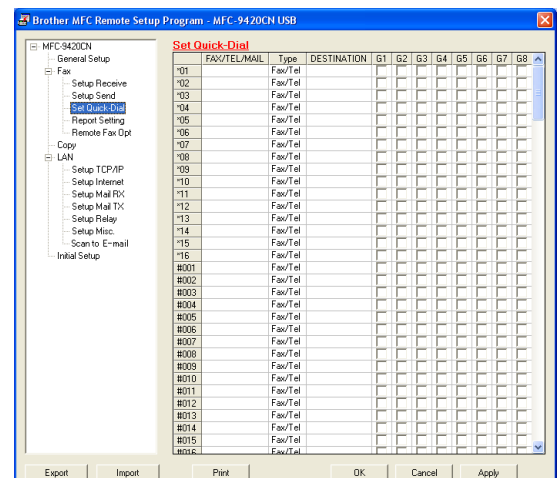 Brother MFC Remote Setup Program - MFC-9420CN USB
MFC-9420CN
General Setup
Fax
Setup Receive
Setup Send
Set Quick-Dial
Report Setting
Remote Fax Opt
Copy
LAN
Setup TCP/IP
Setup Internet
Setup Mail RX
Setup Mail TX
Setup Relay
Setup Misc.
Scan to E-mail
Initial Setup
Set Quick-Dial
FAX/TEL/MAIL Type DESTINATION G1 G2 G3 G4 G5 G6 G7 G8
*01 Fax/Tel
*02 Fax/Tel
*03 Fax/Tel
*04 Fax/Tel
*05 Fax/Tel
*06 Fax/Tel
*07 Fax/Tel
*08 Fax/Tel
*09 Fax/Tel
*10 Fax/Tel
*11 Fax/Tel
*12 Fax/Tel
*13 Fax/Tel
*14 Fax/Tel
*15 Fax/Tel
*16 Fax/Tel
#001 Fax/Tel
#002 Fax/Tel
#003 Fax/Tel
#004 Fax/Tel
#005 Fax/Tel
#006 Fax/Tel
#007 Fax/Tel
#008 Fax/Tel
#009 Fax/Tel
#010 Fax/Tel
#011 Fax/Tel
#012 Fax/Tel
#013 Fax/Tel
#014 Fax/Tel
#015 Fax/Tel
#016 Fax/Tel
Export Import Print OK Cancel Apply